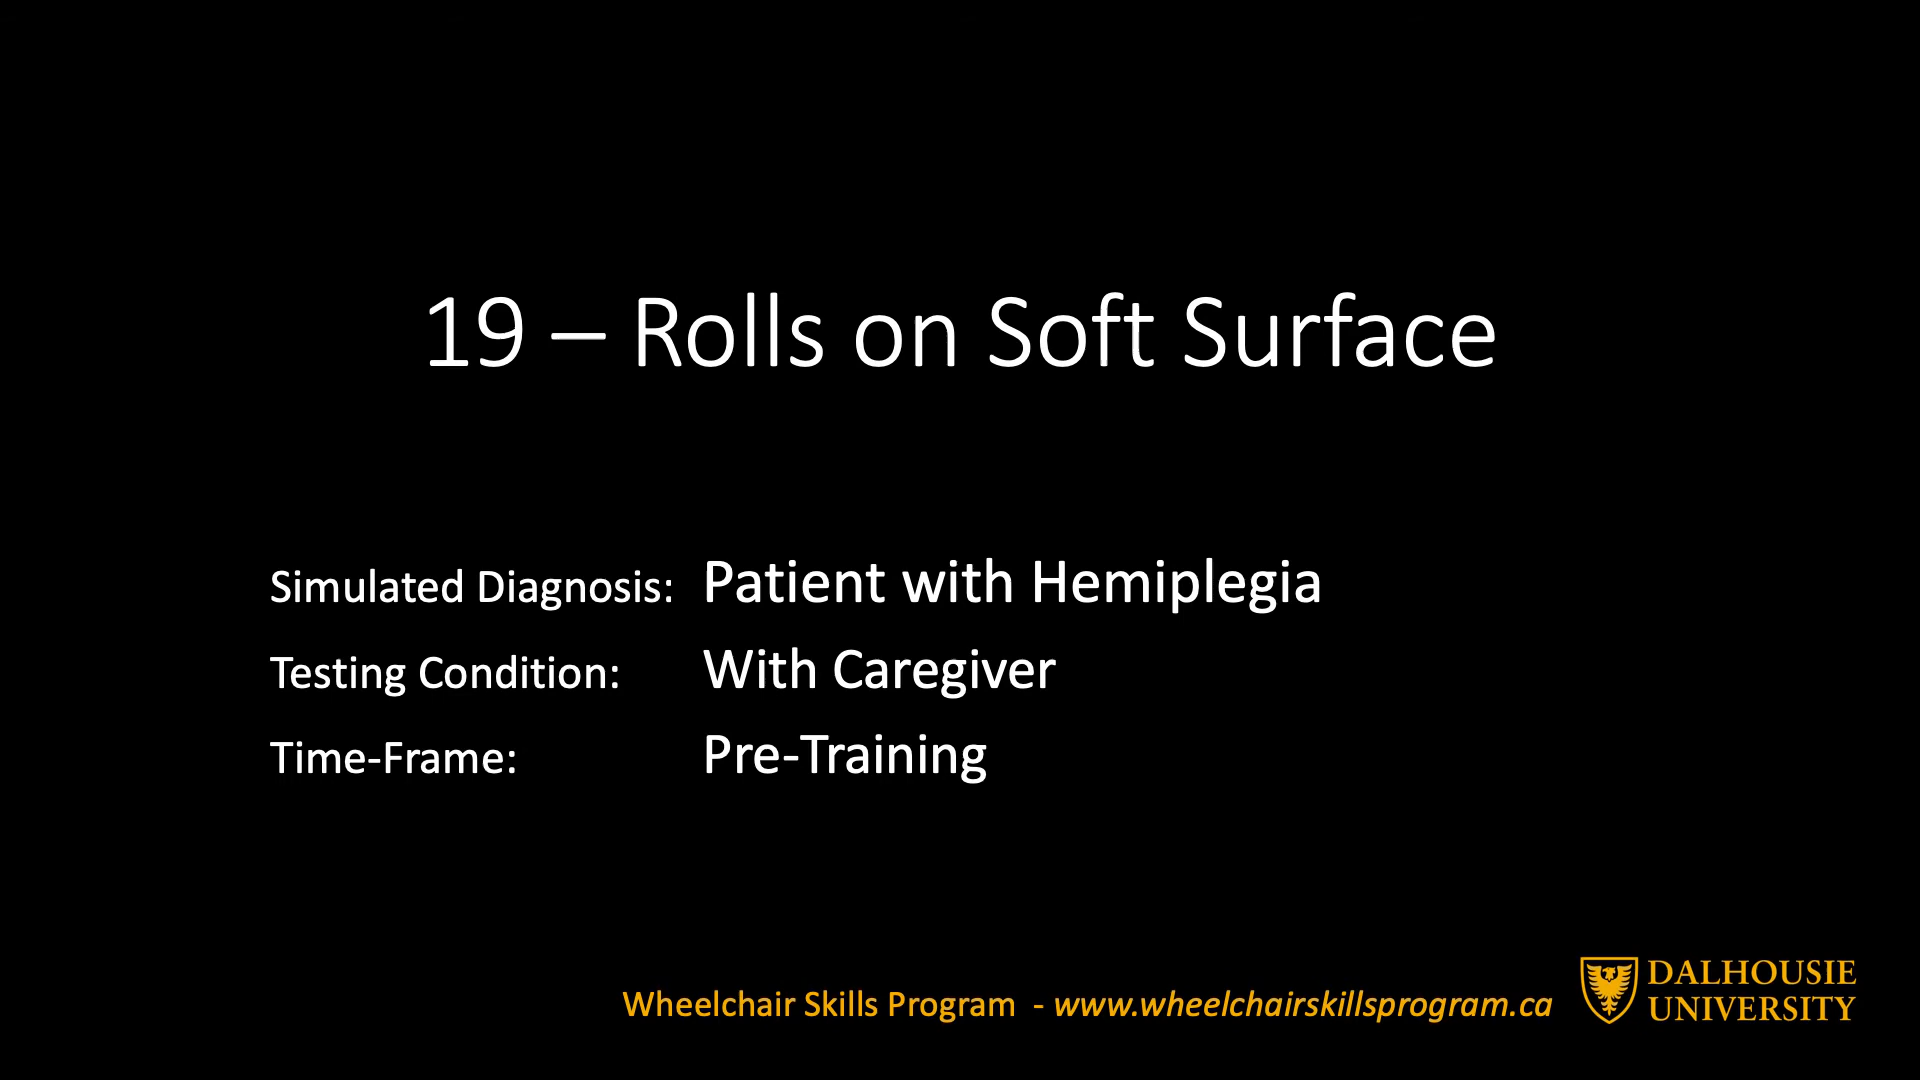 19 – Rolls on Soft Surface
Simulated Diagnosis: Patient with Hemiplegia
Testing Condition: With Caregiver
Time-Frame: Pre-Training
Wheelchair Skills Program - www.wheelchairskillsprogram.ca
DALHOUSIE
UNIVERSITY